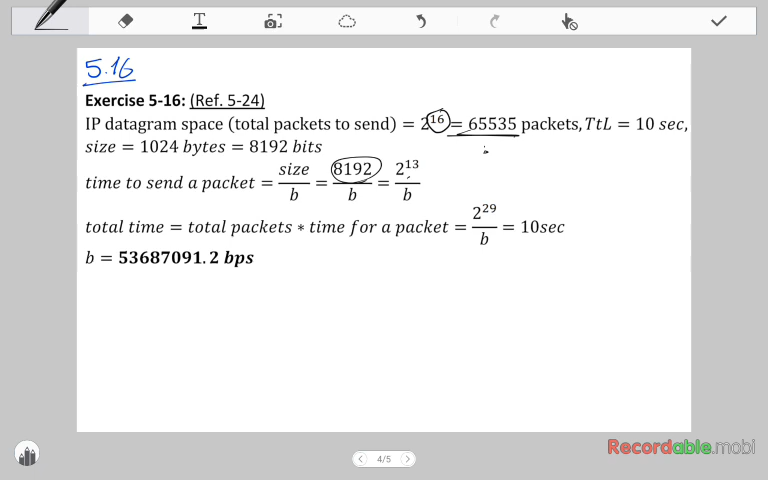 T
5.16
Exercise 5-16: (Ref. 5-24)
IP datagram space (total packets to send) = 2^16 = 65535 packets, TtL = 10 sec,
size = 1024 bytes = 8192 bits
time to send a packet = size/b = 8192/b = 2^13/b
total time = total packets * time for a packet = 2^29/b = 10sec
b = 53687091.2 bps
4/5
Recordable.mobi